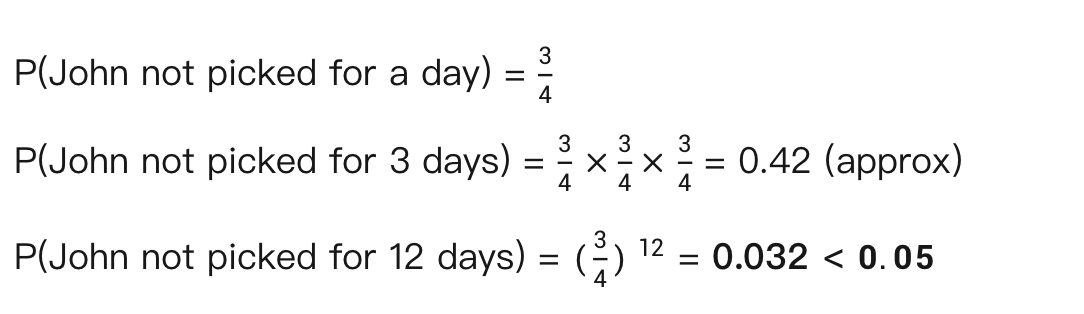 P(John not picked for a day) = 3/4
P(John not picked for 3 days) = 3/4 × 3/4 × 3/4 = 0.42 (approx)
P(John not picked for 12 days) = (3/4) ¹² = 0.032 < 0.05